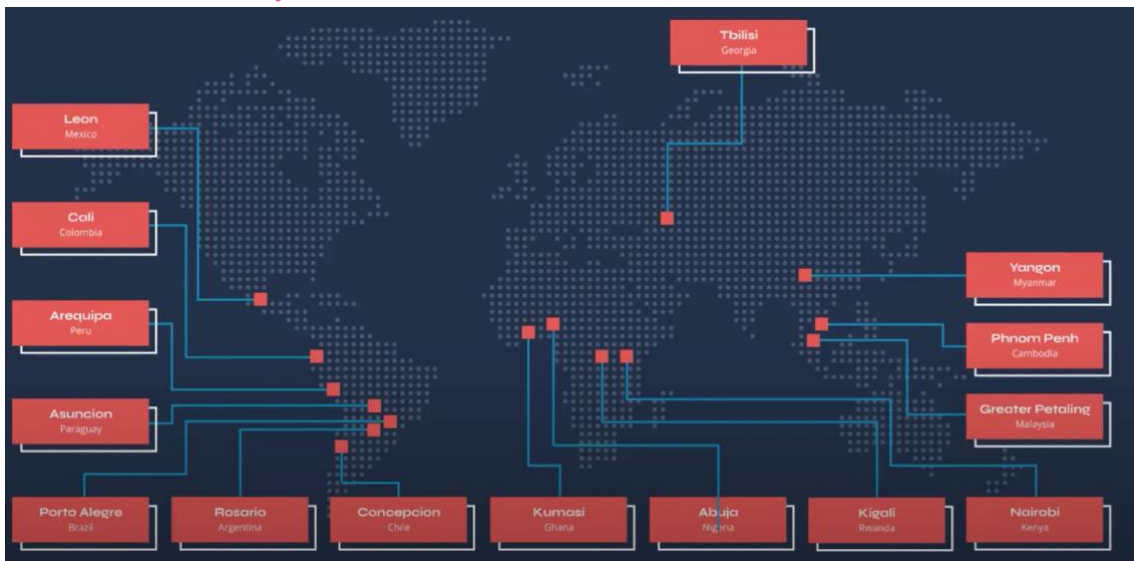 Tbilisi
Georgia
Leon
Mexico
Cali
Colombia
Yangon
Myanmar
Arequipa
Peru
Phnom Penh
Cambodia
Asuncion
Paraguay
Greater Petaling
Malaysia
Porto Alegre
Brazil
Rosario
Argentina
Concepcion
Chile
Kumasi
Ghana
Abuja
Nigeria
Kigali
Rwanda
Nairobi
Kenya